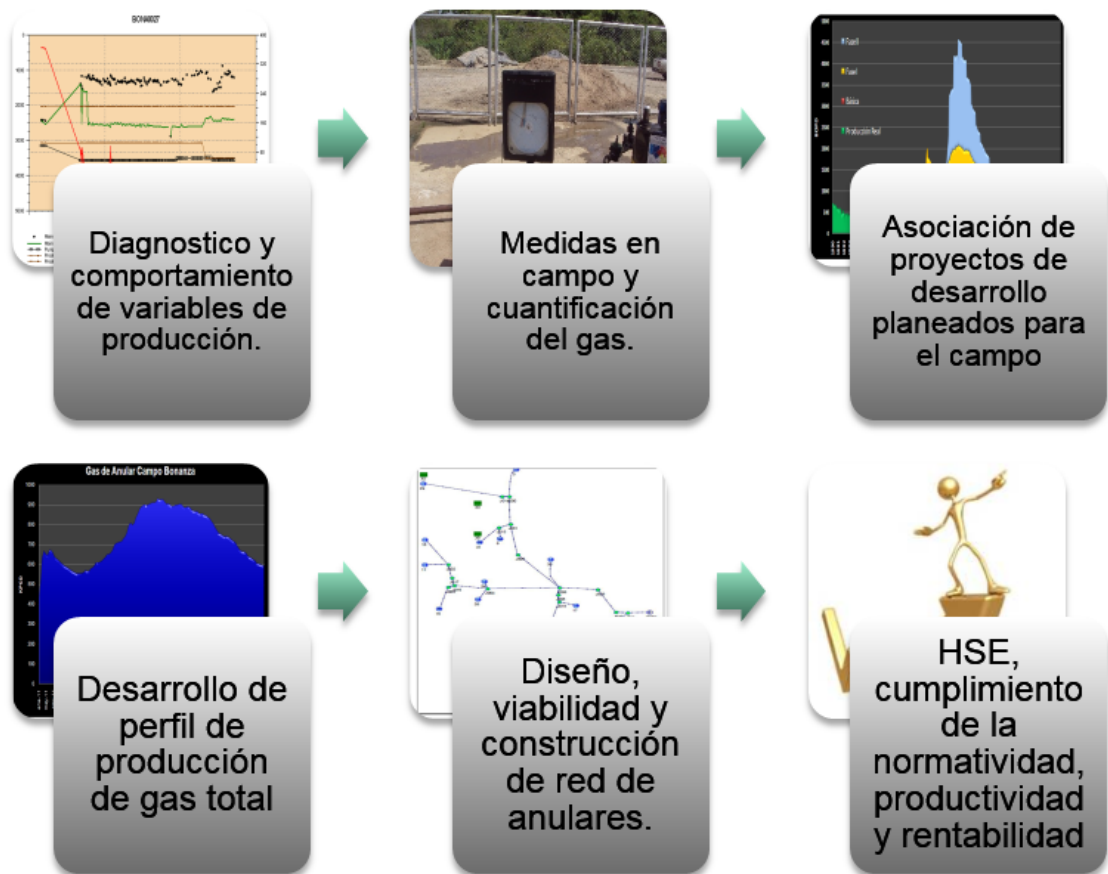 Diagnostico y
comportamiento
de variables de
producción.
Medidas en
campo y
cuantificación
del gas.
Asociación de
proyectos de
desarrollo
planeados para
el campo
Gas de Anular Campo Bonanza
Desarrollo de
perfil de
producción
de gas total
Diseño,
viabilidad y
construcción
de red de
anulares.
HSE,
cumplimiento
de la
normatividad,
productividad
y rentabilidad